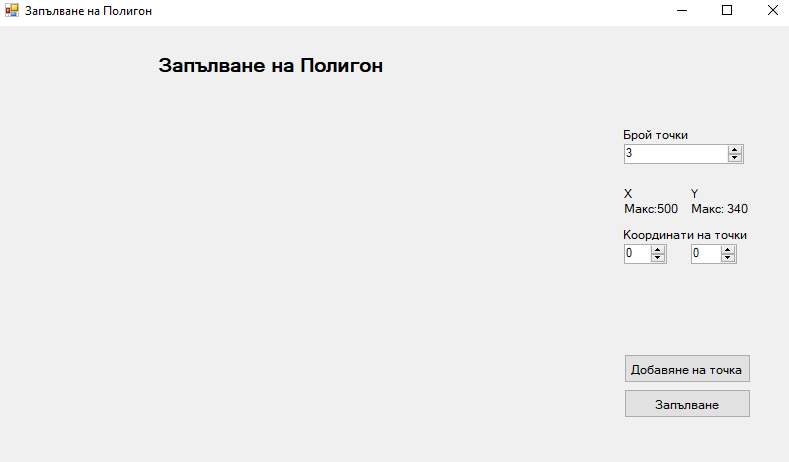 Запълване на Полигон
Запълване на Полигон
Брой точки
3
X Y
Макс:500 Макс: 340
Координати на точки
0 0
Добавяне на точка
Запълване